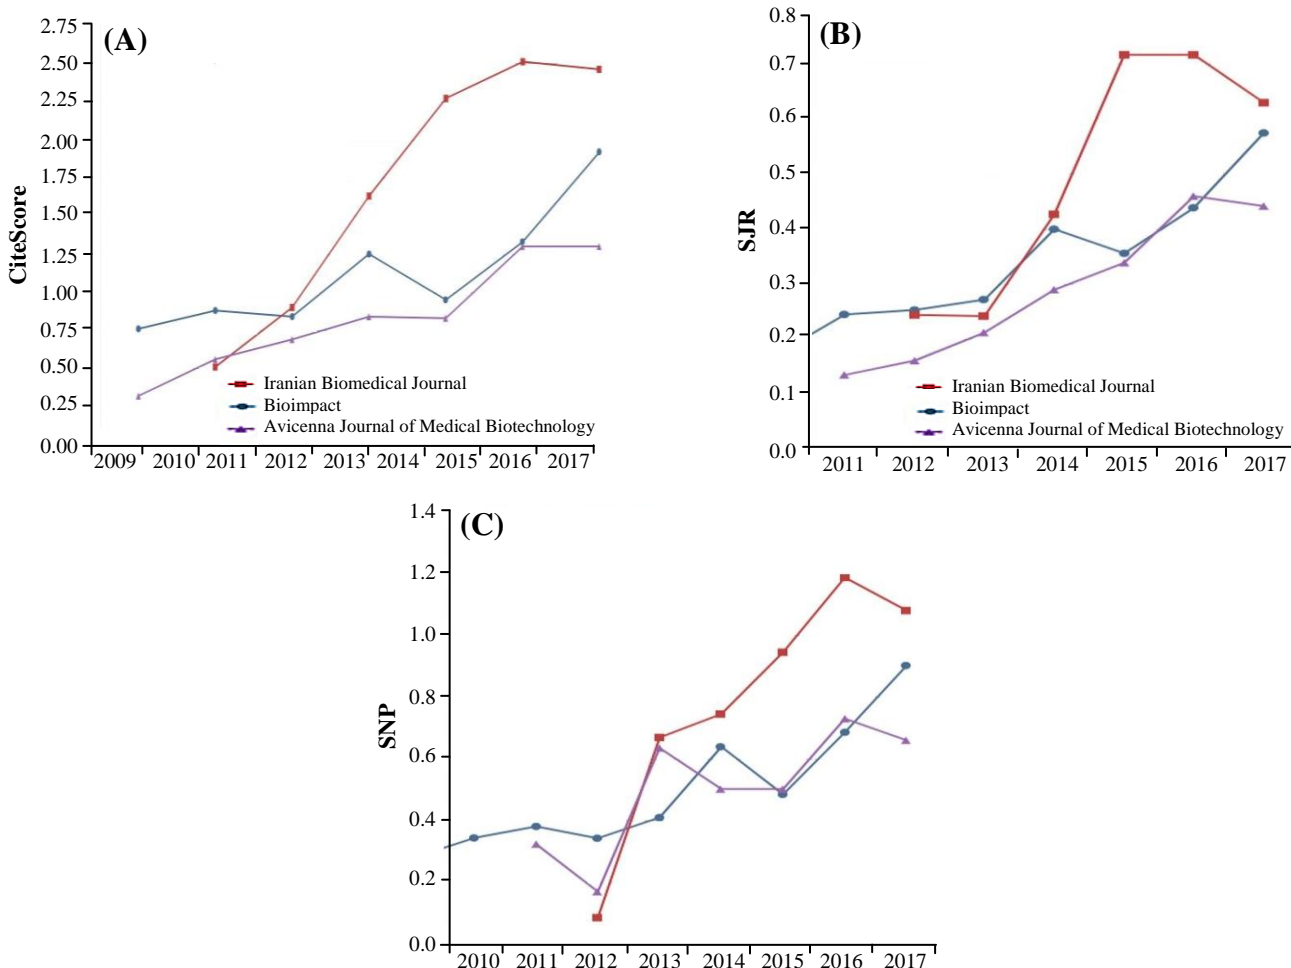 (A)
CiteScore
2.75
2.50
2.25
2.00
1.75
1.50
1.25
1.00
0.75
0.50
0.25
0.00
2009 2010 2011 2012 2013 2014 2015 2016 2017
Iranian Biomedical Journal
Bioimpact
Avicenna Journal of Medical Biotechnology
(B)
SJR
0.8
0.7
0.6
0.5
0.4
0.3
0.2
0.1
0.0
2011 2012 2013 2014 2015 2016 2017
Iranian Biomedical Journal
Bioimpact
Avicenna Journal of Medical Biotechnology
(C)
SNP
1.4
1.2
1.0
0.8
0.6
0.4
0.2
0.0
2010 2011 2012 2013 2014 2015 2016 2017